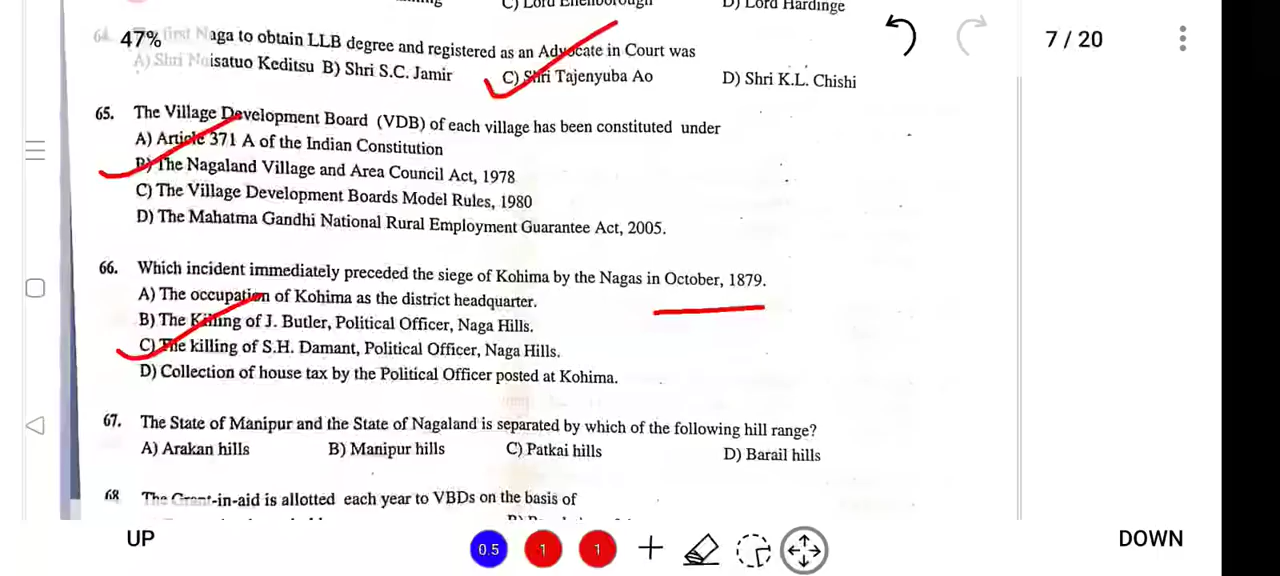 C) Lord Ellenborough D) Lord Hardinge
64. first Naga to obtain LLB degree and registered as an Advocate in Court was
47%
A) Shri Neisatuo Keditsu B) Shri S.C. Jamir C) Shri Tajenyuba Ao D) Shri K.L. Chishi
7 / 20
65. The Village Development Board (VDB) of each village has been constituted under
A) Article 371 A of the Indian Constitution
B) The Nagaland Village and Area Council Act, 1978
C) The Village Development Boards Model Rules, 1980
D) The Mahatma Gandhi National Rural Employment Guarantee Act, 2005.
66. Which incident immediately preceded the siege of Kohima by the Nagas in October, 1879.
A) The occupation of Kohima as the district headquarter.
B) The Killing of J. Butler, Political Officer, Naga Hills.
C) The killing of S.H. Damant, Political Officer, Naga Hills.
D) Collection of house tax by the Political Officer posted at Kohima.
67. The State of Manipur and the State of Nagaland is separated by which of the following hill range?
A) Arakan hills B) Manipur hills C) Patkai hills D) Barail hills
68 The Grant-in-aid is allotted each year to VBDs on the basis of
UP 0.5 1 1 DOWN